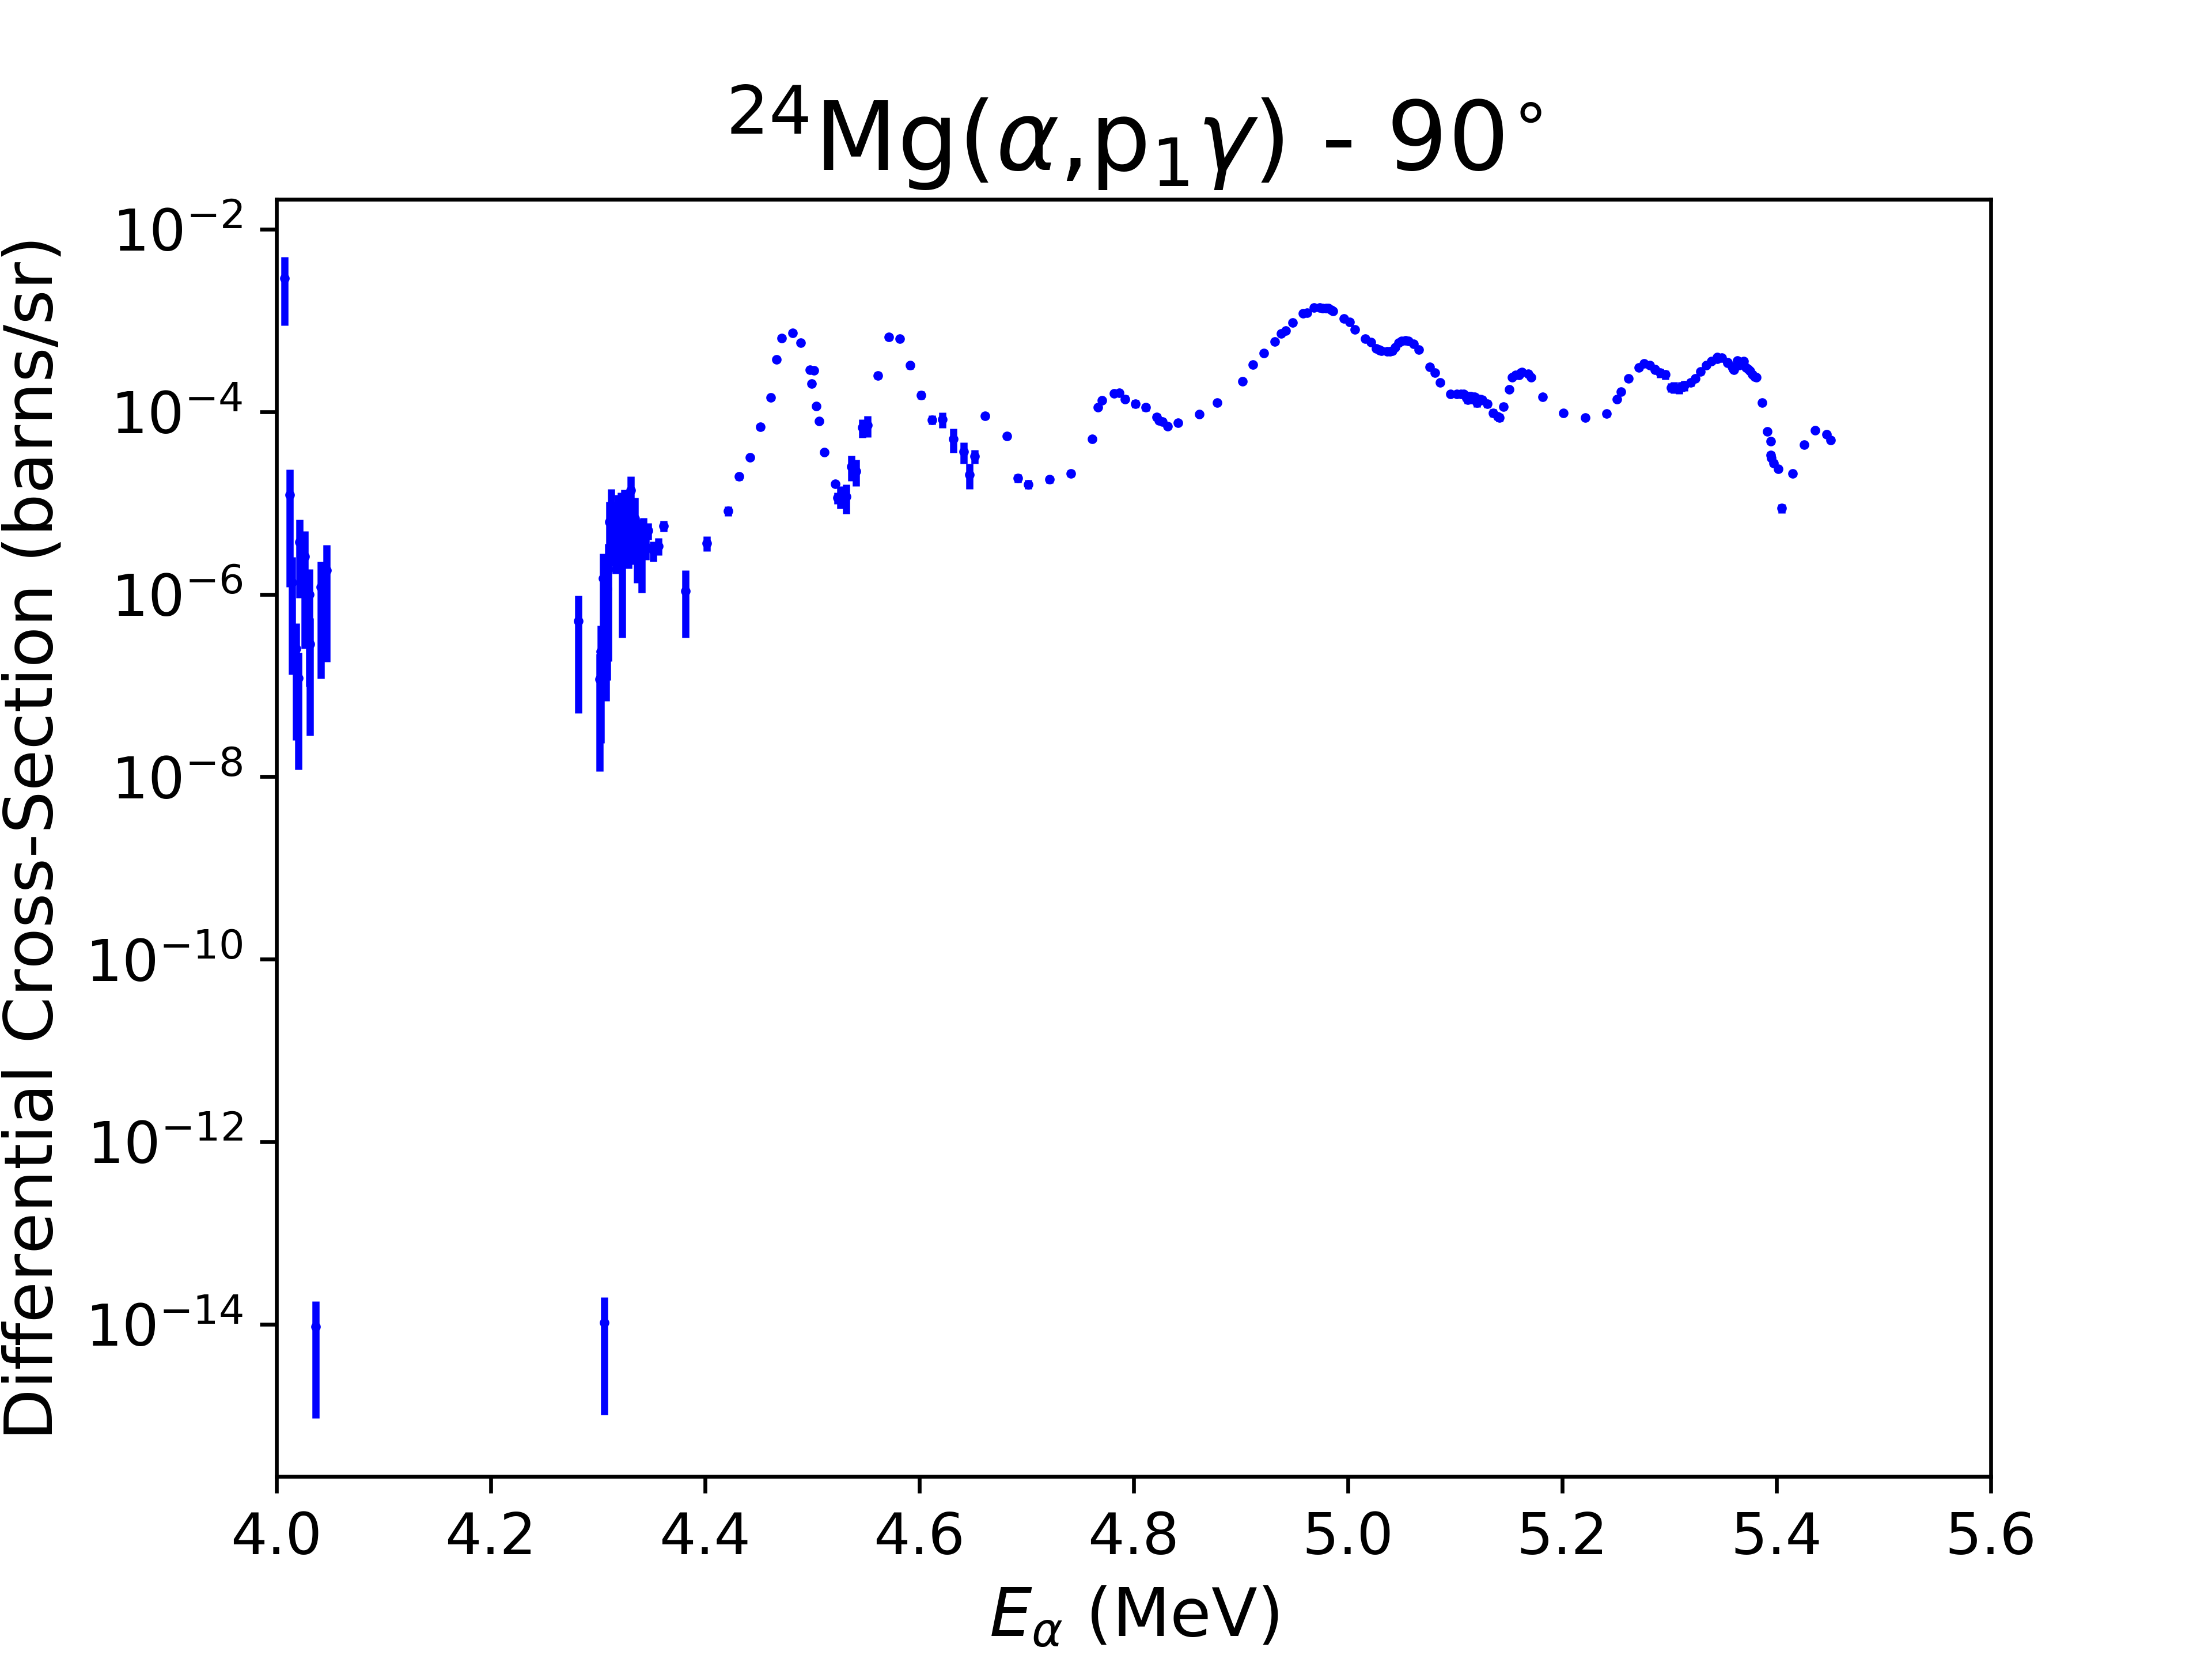 ²⁴Mg(α,p₁γ) - 90°
Differential Cross-Section (barns/sr)
10⁻²
10⁻⁴
10⁻⁶
10⁻⁸
10⁻¹⁰
10⁻¹²
10⁻¹⁴
4.0 4.2 4.4 4.6 4.8 5.0 5.2 5.4 5.6
E_α (MeV)